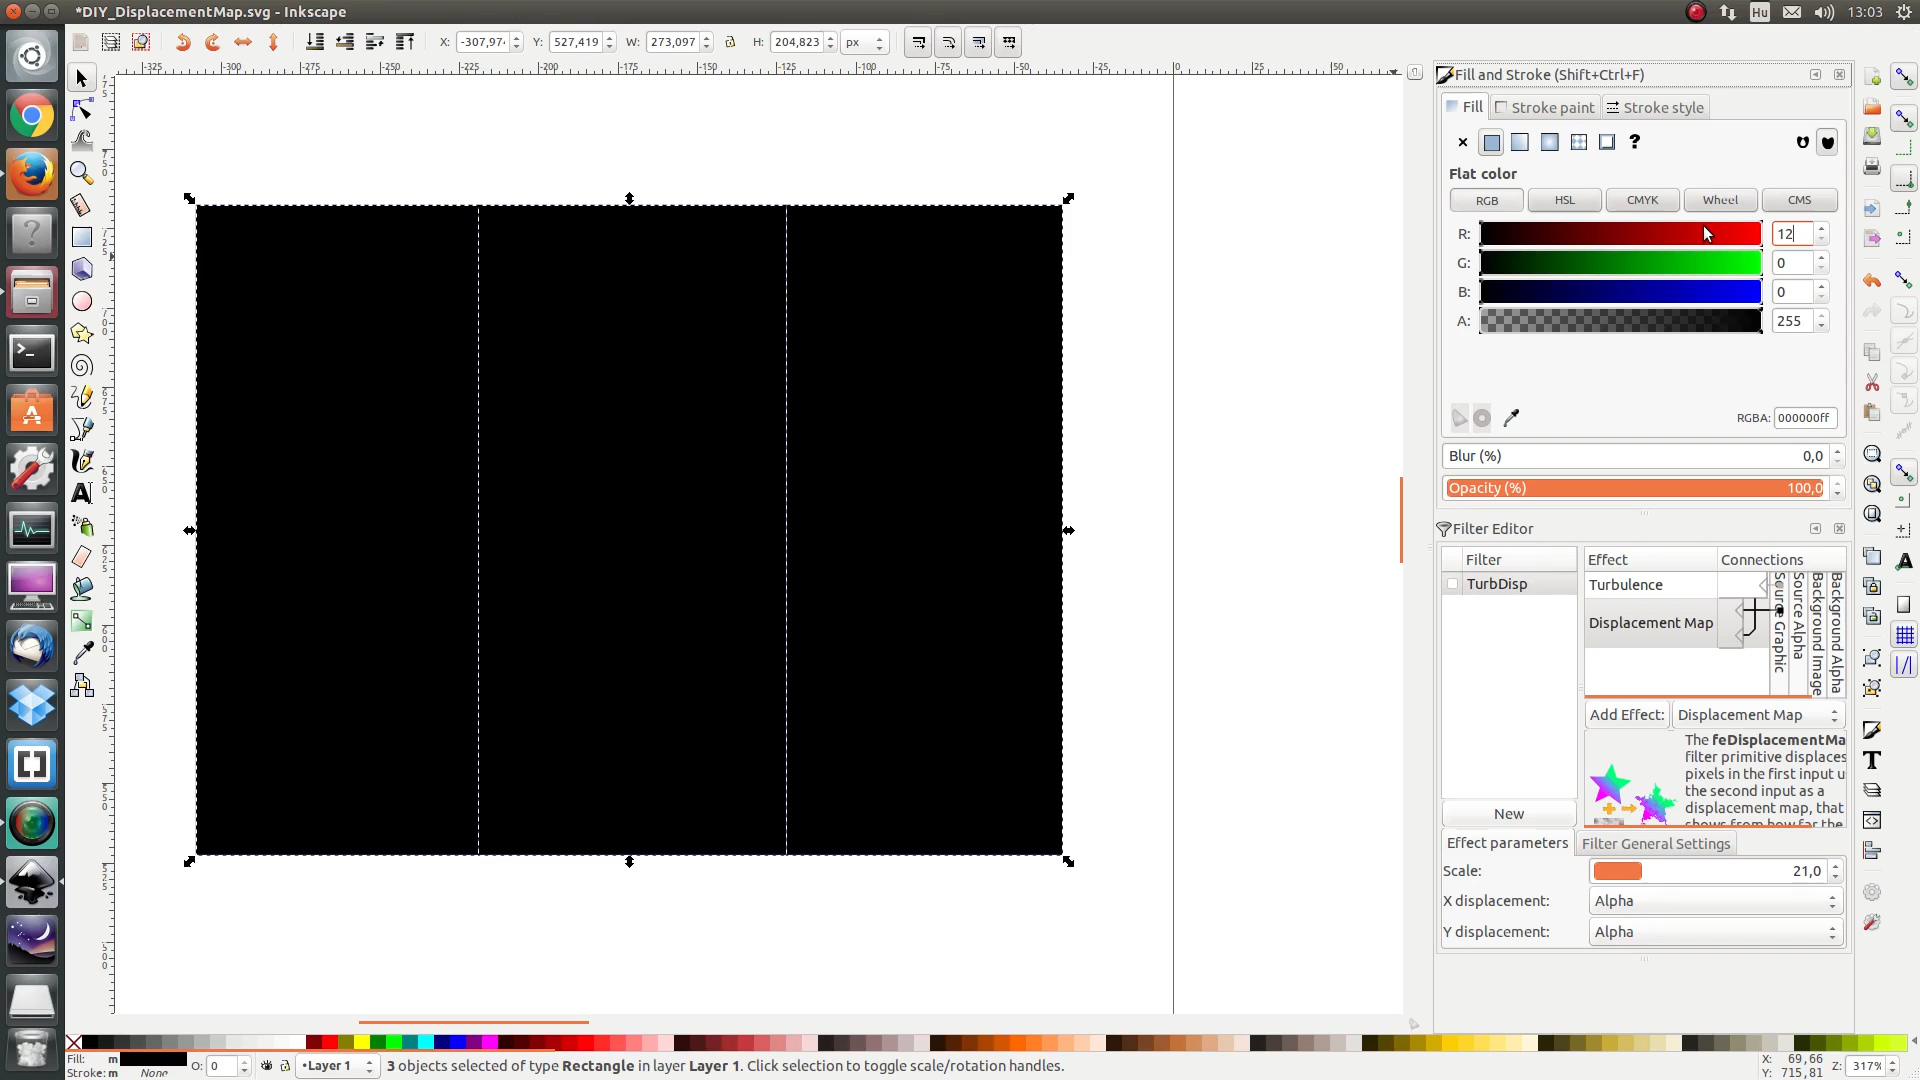 *DIY_DisplacementMap.svg - Inkscape
Hu
13:03
X: -307,97
Y: 527,419
W: 273,097
H: 204,823
px
-325 -300 -275 -250 -225 -200 -175 -150 -125 -100 -75 -50 -25 0 25 50
Fill and Stroke (Shift+Ctrl+F)
Fill
Stroke paint
Stroke style
?
Flat color
RGB
HSL
CMYK
Wheel
CMS
R: 12
G: 0
B: 0
A: 255
RGBA: 000000ff
Blur (%) 0,0
Opacity (%) 100,0
Filter Editor
Filter
Effect
Connections
TurbDisp
Turbulence
Displacement Map
Source Graphic
Source Alpha
Background Image
Background Alpha
Add Effect:
Displacement Map
The feDisplacementMa
filter primitive displaces
pixels in the first input u
the second input as a
displacement map, that
shows from how far the
New
Effect parameters
Filter General Settings
Scale: 21,0
X displacement: Alpha
Y displacement: Alpha
Fill: m
Stroke: m None
O: 0
•Layer 1
3 objects selected of type Rectangle in layer Layer 1. Click selection to toggle scale/rotation handles.
X: 69,66
Y: 715,81
Z: 317%